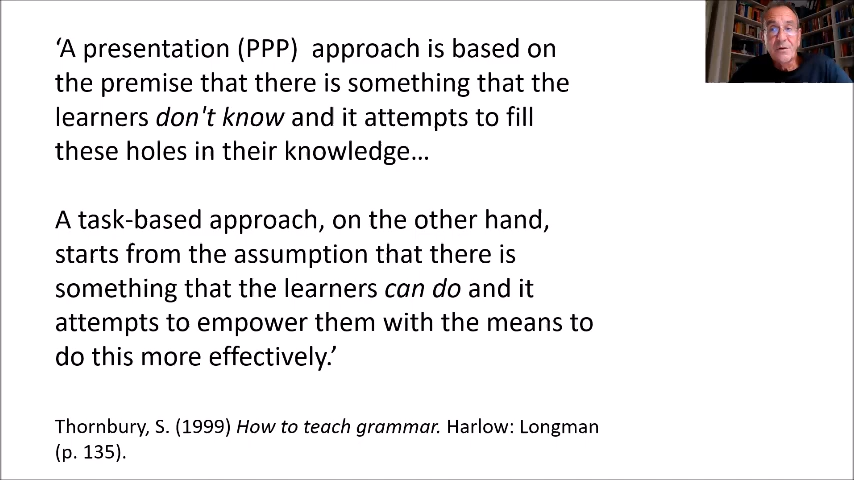 ‘A presentation (PPP)  approach is based on
the premise that there is something that the
learners don't know and it attempts to fill
these holes in their knowledge…
A task-based approach, on the other hand,
starts from the assumption that there is
something that the learners can do and it
attempts to empower them with the means to
do this more effectively.’
Thornbury, S. (1999) How to teach grammar. Harlow: Longman
(p. 135).